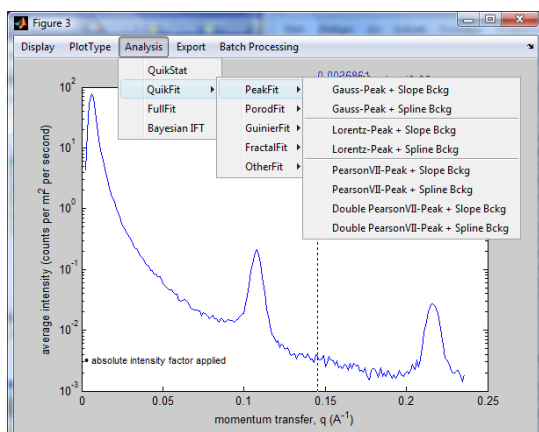 Figure 3
Display PlotType Analysis Export Batch Processing
QuikStat
QuikFit
FullFit
Bayesian IFT
PeakFit
PorodFit
GuinierFit
FractalFit
OtherFit
Gauss-Peak + Slope Bckg
Gauss-Peak + Spline Bckg
Lorentz-Peak + Slope Bckg
Lorentz-Peak + Spline Bckg
PearsonVII-Peak + Slope Bckg
PearsonVII-Peak + Spline Bckg
Double PearsonVII-Peak + Slope Bckg
Double PearsonVII-Peak + Spline Bckg
average intensity (counts per m² per second)
10²
10¹
10⁰
10⁻¹
10⁻²
10⁻³
absolute intensity factor applied
0 0.05 0.1 0.15 0.2 0.25
momentum transfer, q (A⁻¹)